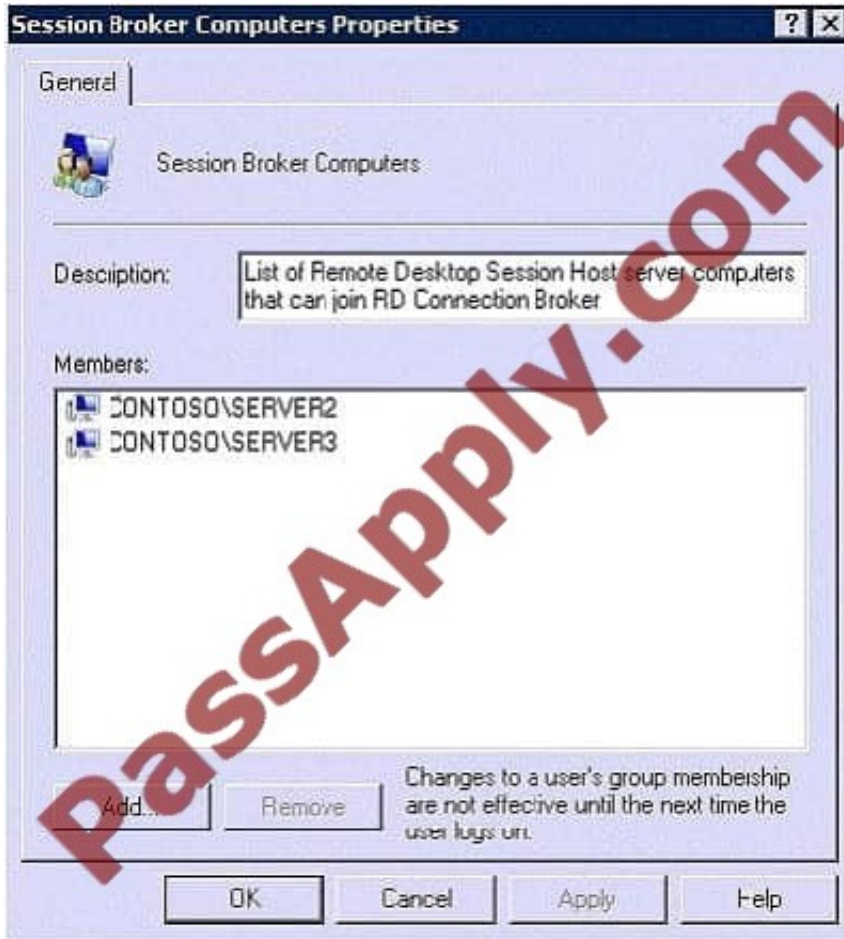 Session Broker Computers Properties
? X
General
Session Broker Computers
Description:
List of Remote Desktop Session Host server computers
that can join RD Connection Broker
Members:
CONTOSO\SERVER2
CONTOSO\SERVER3
Add...
Remove
Changes to a user's group membership
are not effective until the next time the
user logs on.
OK
Cancel
Apply
Help
PassApply.com